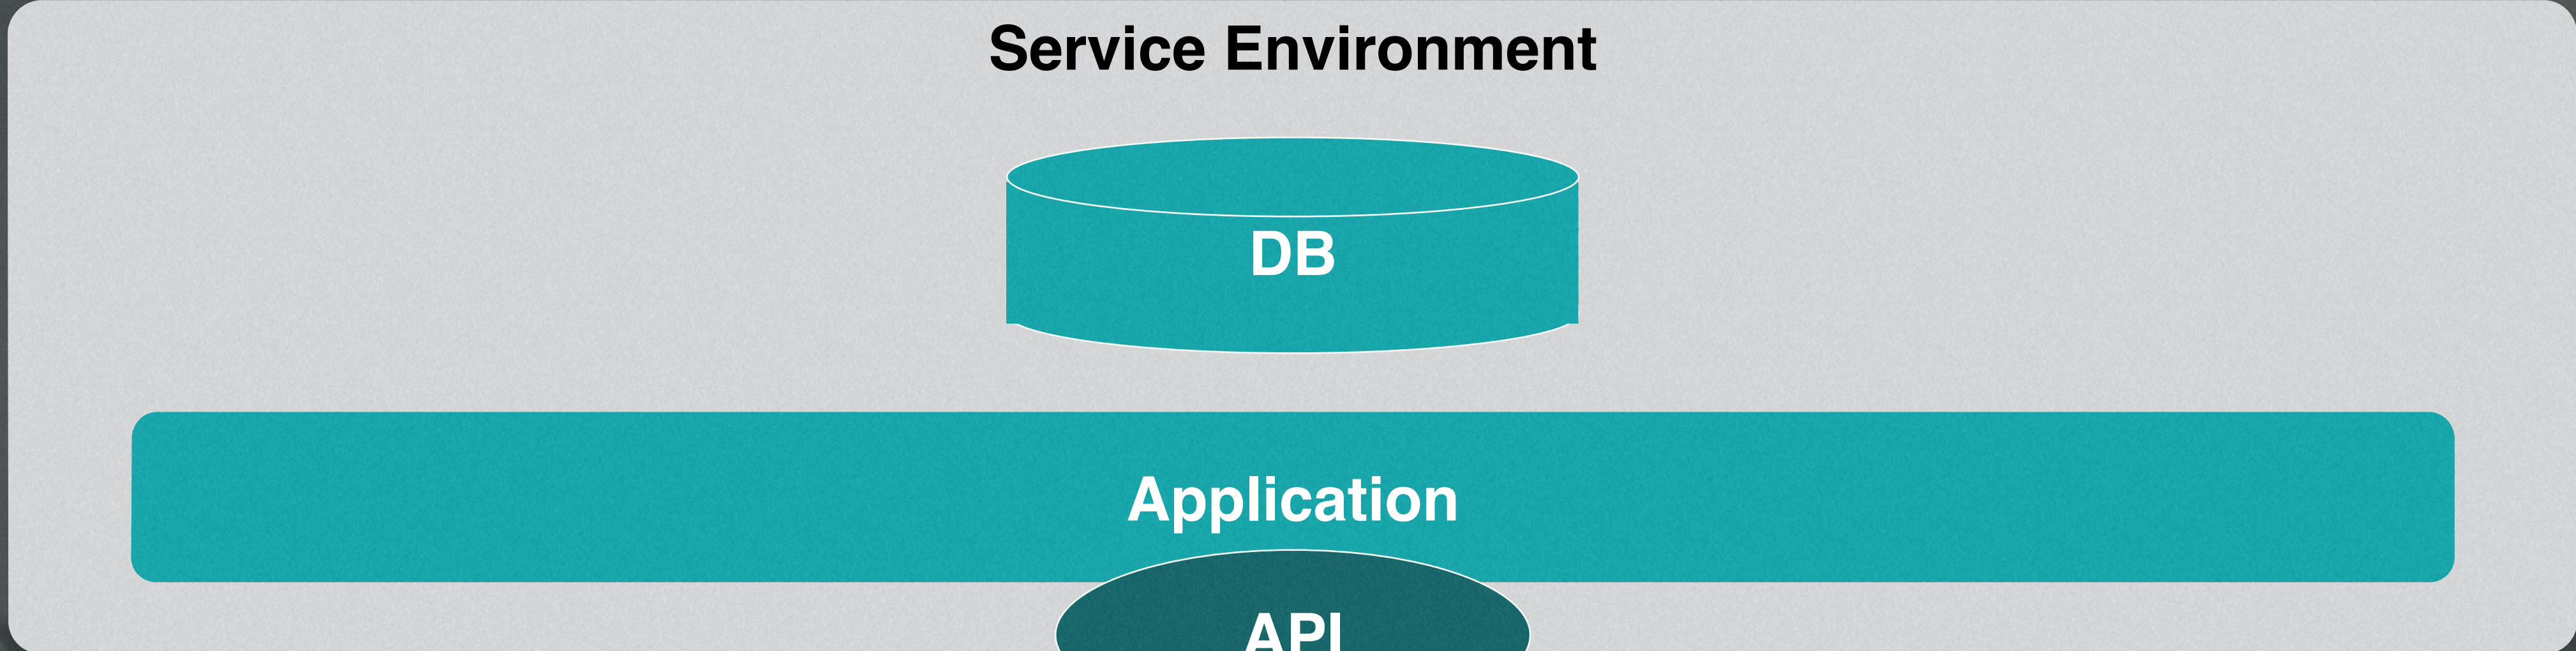 Service Environment
DB
Application
API